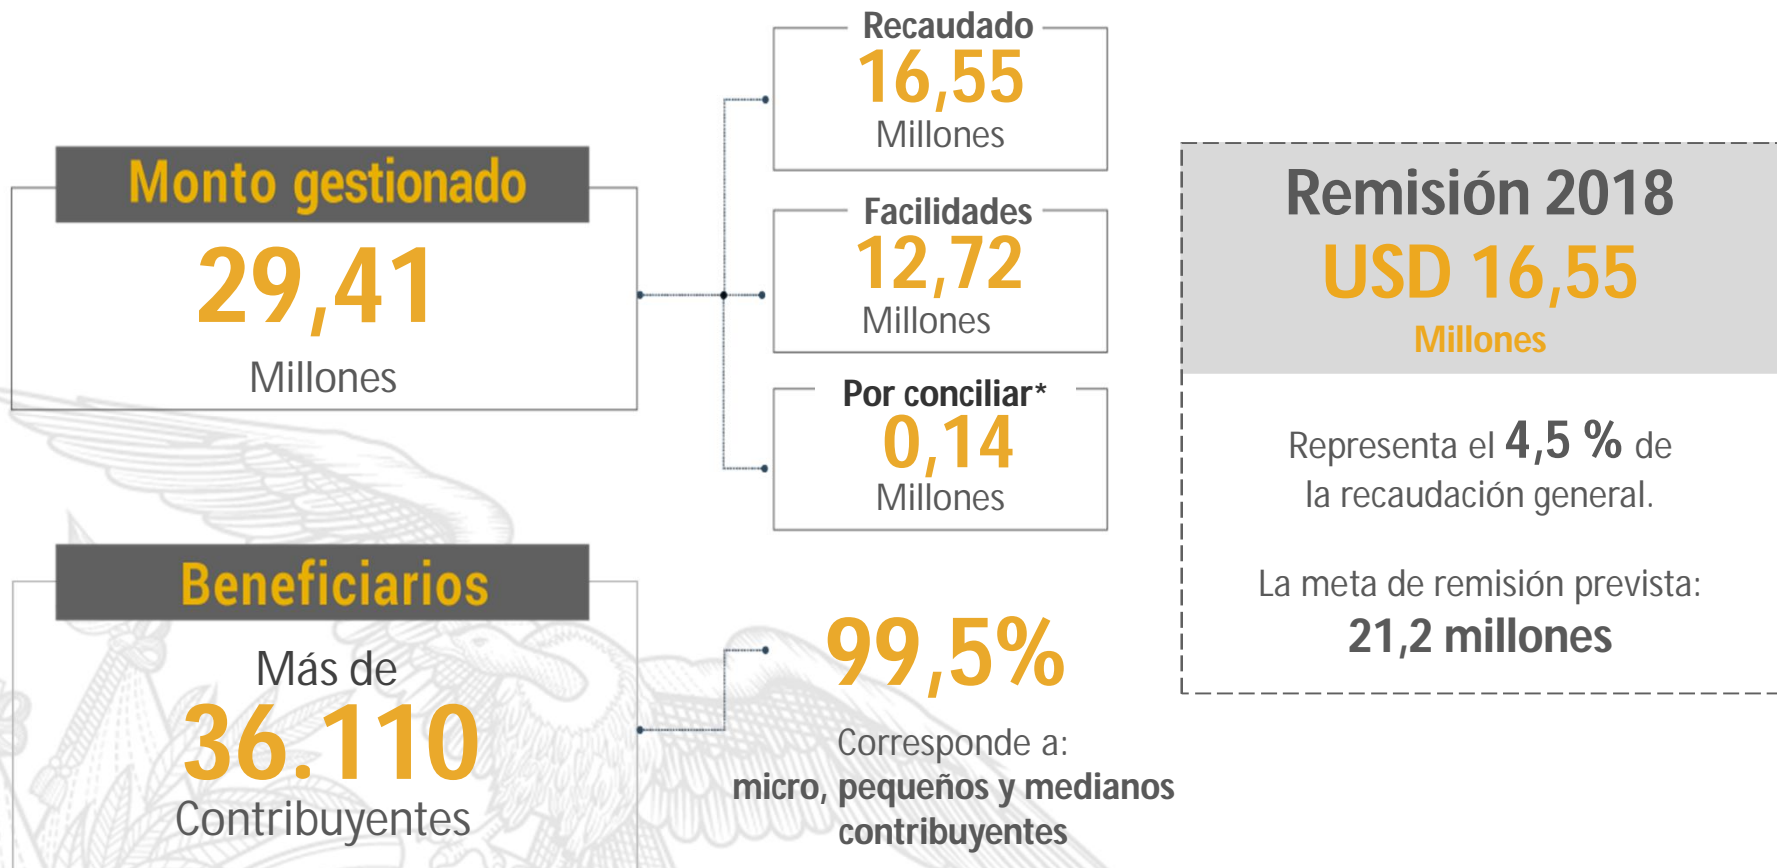 Monto gestionado
29,41
Millones
Recaudado
16,55
Millones
Facilidades
12,72
Millones
Por conciliar*
0,14
Millones
Beneficiarios
Más de
36.110
Contribuyentes
99,5%
Corresponde a:
micro, pequeños y medianos
contribuyentes
Remisión 2018
USD 16,55
Millones
Representa el 4,5 % de
la recaudación general.
La meta de remisión prevista:
21,2 millones